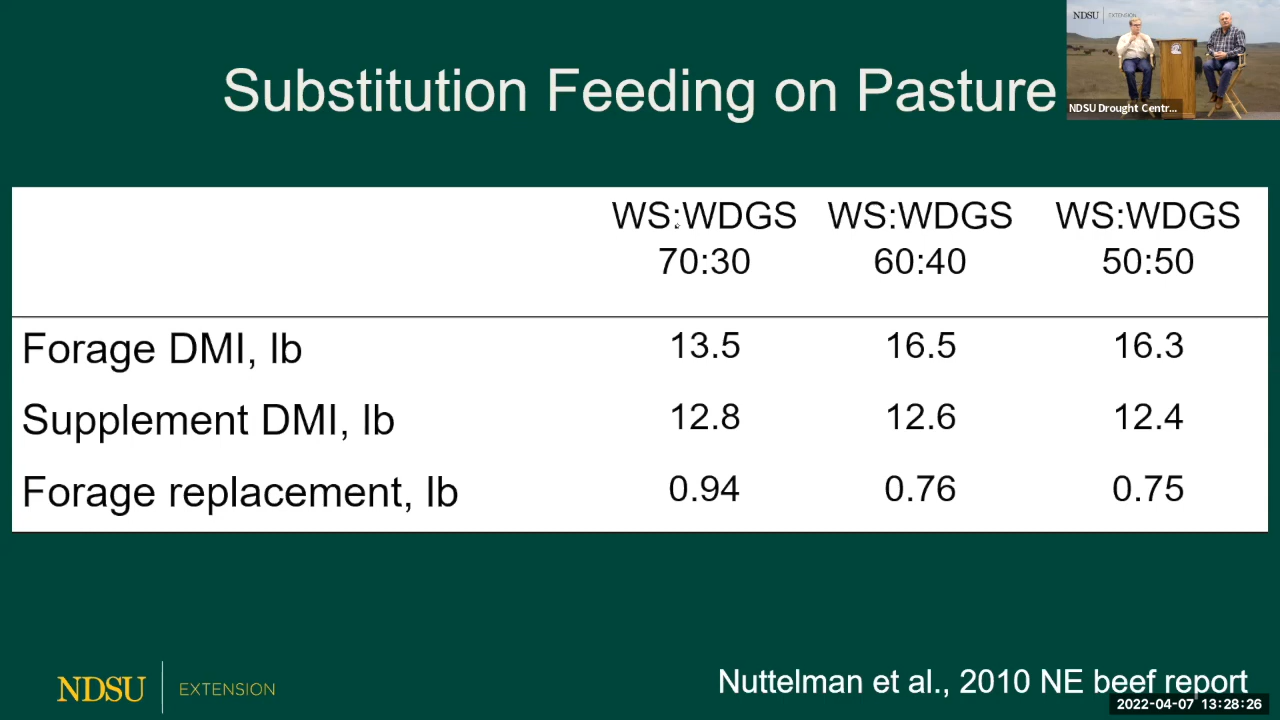 NDSU EXTENSION
Substitution Feeding on Pasture
NDSU Drought Centr...
WS:WDGS WS:WDGS WS:WDGS
70:30 60:40 50:50
Forage DMI, lb 13.5 16.5 16.3
Supplement DMI, lb 12.8 12.6 12.4
Forage replacement, lb 0.94 0.76 0.75
NDSU EXTENSION
Nuttelman et al., 2010 NE beef report
2022-04-07 13:28:26